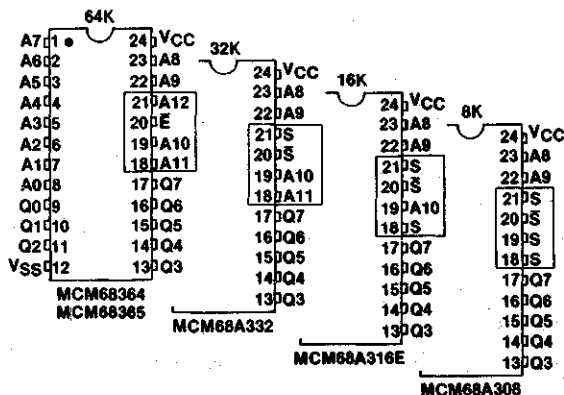 64K
A7 1 24 VCC
A6 2 23 A8
A5 3 22 A9
A4 4 21 A12
A3 5 20 E̅
A2 6 19 A10
A1 7 18 A11
A0 8 17 Q7
Q0 9 16 Q6
Q1 10 15 Q5
Q2 11 14 Q4
VSS 12 13 Q3
MCM68364
MCM68365
32K
24 VCC
23 A8
22 A9
21 S
20 S̅
19 A10
18 A11
17 Q7
16 Q6
15 Q5
14 Q4
13 Q3
MCM68A332
16K
24 VCC
23 A8
22 A9
21 S
20 S̅
19 A10
18 S
17 Q7
16 Q6
15 Q5
14 Q4
13 Q3
MCM68A316E
8K
24 VCC
23 A8
22 A9
21 S
20 S̅
19 S
18 S
17 Q7
16 Q6
15 Q5
14 Q4
13 Q3
MCM68A308